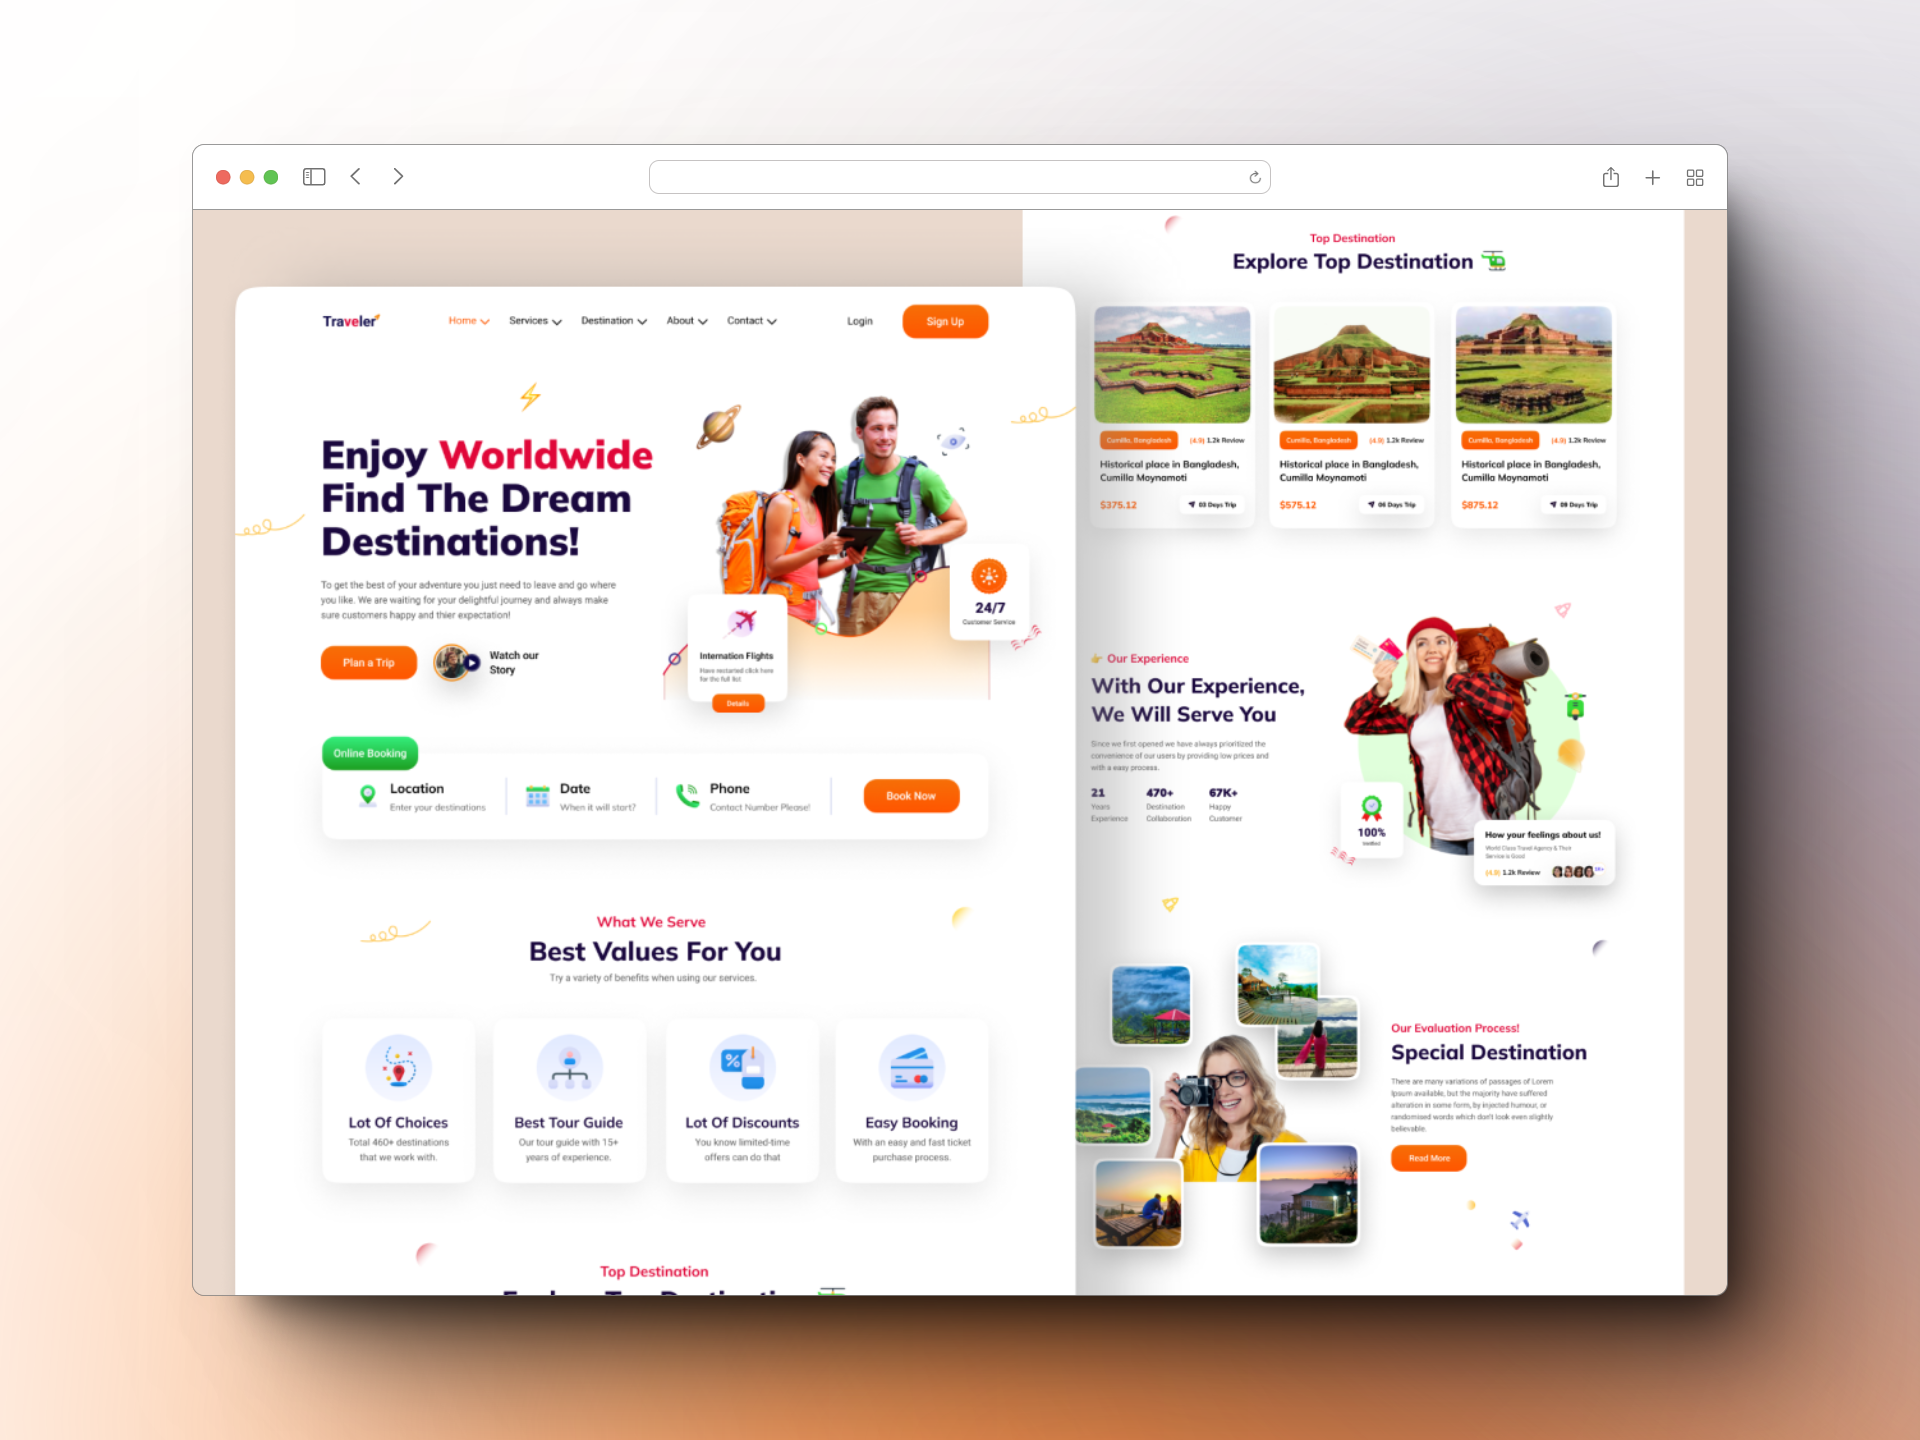 Traveler
Home
Services
Destination
About
Contact
Login
Sign Up
Enjoy Worldwide
Find The Dream
Destinations!
To get the best of your adventure you just need to leave and go where
you like. We are waiting for your delightful journey and always make
sure customers happy and thier expectation!
Plan a Trip
Watch our
Story
24/7
Customer Service
Internation Flights
Have restarted click here
for the full list
Details
Online Booking
Location
Enter your destinations
Date
When it will start?
Phone
Contact Number Please!
Book Now
What We Serve
Best Values For You
Try a variety of benefits when using our services.
Lot Of Choices
Total 460+ destinations
that we work with.
Best Tour Guide
Our tour guide with 15+
years of experience.
Lot Of Discounts
You know limited-time
offers can do that
Easy Booking
With an easy and fast ticket
purchase process.
Top Destination
Explore Top Destination
Top Destination
Explore Top Destination
Cumilla, Bangladesh
(4.9) 1.2k Review
Historical place in Bangladesh,
Cumilla Moynamoti
$375.12
03 Days Trip
Cumilla, Bangladesh
(4.9) 1.2k Review
Historical place in Bangladesh,
Cumilla Moynamoti
$575.12
06 Days Trip
Cumilla, Bangladesh
(4.9) 1.2k Review
Historical place in Bangladesh,
Cumilla Moynamoti
$875.12
09 Days Trip
Our Experience
With Our Experience,
We Will Serve You
Since we first opened we have always prioritized the
convenience of our users by providing low prices and
with a easy process.
21
Years
Experience
470+
Destination
Collaboration
67K+
Happy
Customer
100%
Verified
How your feelings about us!
World Class Travel Agency & Their
Service is Good
(4.9) 1.2k Review
Our Evaluation Process!
Special Destination
There are many variations of passages of Lorem
Ipsum available, but the majority have suffered
alteration in some form, by injected humour, or
randomised words which don't look even slightly
believable.
Read More